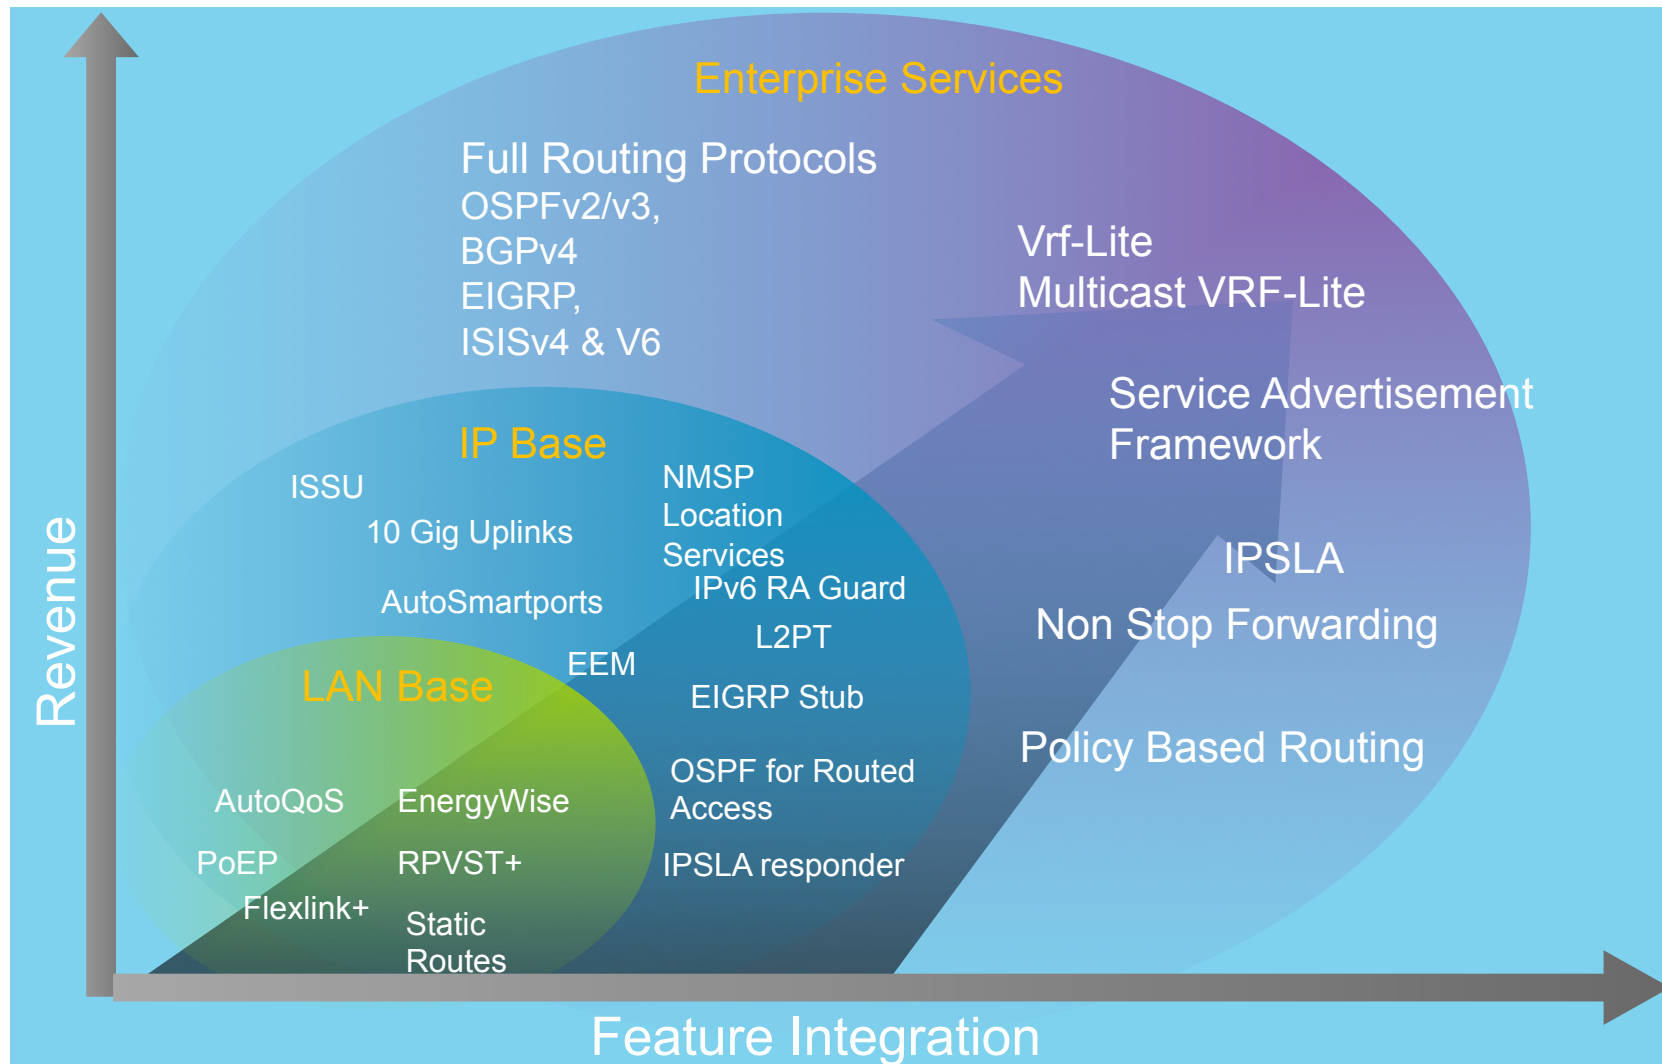 Enterprise Services
Full Routing Protocols
OSPFv2/v3,
BGPv4
EIGRP,
ISISv4 & V6
Vrf-Lite
Multicast VRF-Lite
Service Advertisement
Framework
IPSLA
Non Stop Forwarding
Policy Based Routing
IP Base
ISSU
10 Gig Uplinks
AutoSmartports
EEM
NMSP
Location
Services
IPv6 RA Guard
L2PT
EIGRP Stub
OSPF for Routed
Access
IPSLA responder
LAN Base
AutoQoS
EnergyWise
PoEP
RPVST+
Flexlink+
Static
Routes
Revenue
Feature Integration